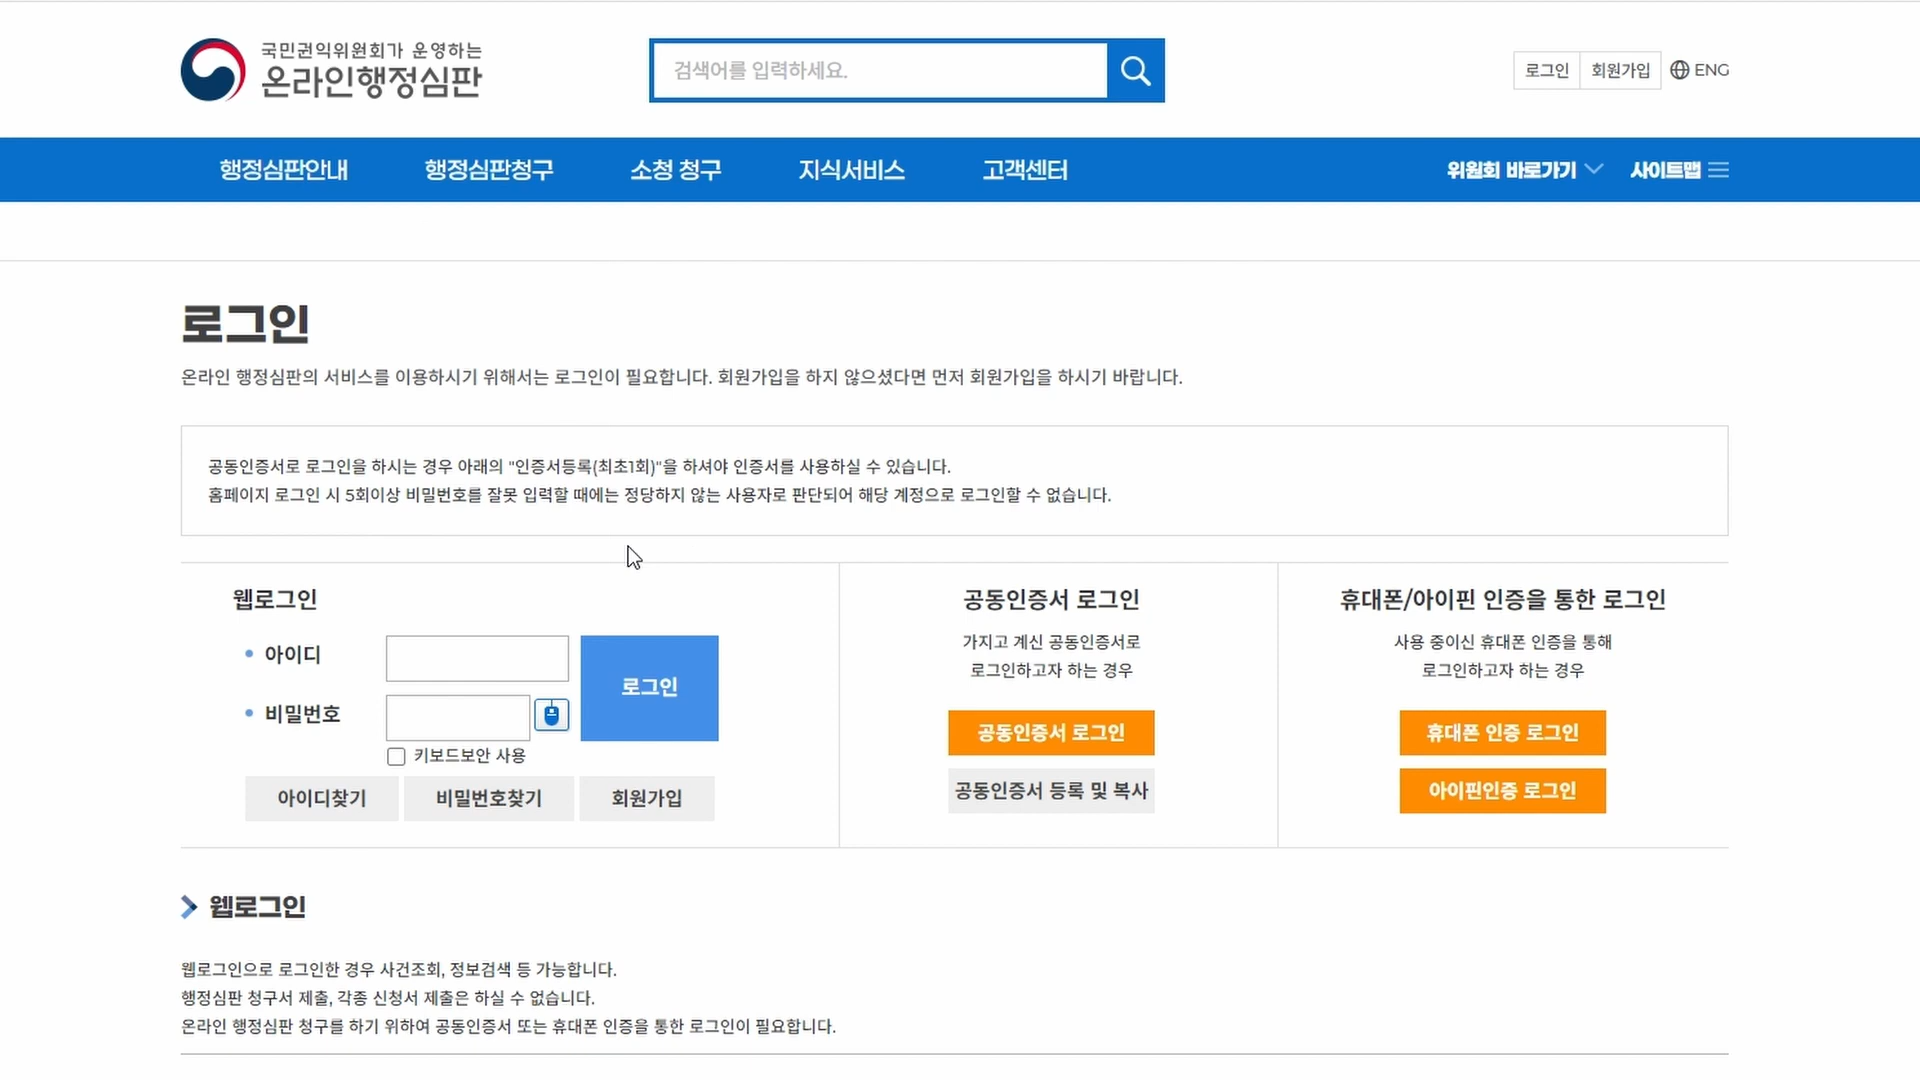 국민권익위원회가 운영하는
온라인행정심판
검색어를 입력하세요.
로그인 회원가입 ENG
행정심판안내 행정심판청구 소청 청구 지식서비스 고객센터 위원회 바로가기 사이트맵
로그인
온라인 행정심판의 서비스를 이용하시기 위해서는 로그인이 필요합니다. 회원가입을 하지 않으셨다면 먼저 회원가입을 하시기 바랍니다.
공동인증서로 로그인을 하시는 경우 아래의 "인증서등록(최초1회)"을 하셔야 인증서를 사용하실 수 있습니다.
홈페이지 로그인 시 5회이상 비밀번호를 잘못 입력할 때에는 정당하지 않는 사용자로 판단되어 해당 계정으로 로그인할 수 없습니다.
웹로그인
아이디
비밀번호
로그인
키보드보안 사용
아이디찾기 비밀번호찾기 회원가입
공동인증서 로그인
가지고 계신 공동인증서로
로그인하고자 하는 경우
공동인증서 로그인
공동인증서 등록 및 복사
휴대폰/아이핀 인증을 통한 로그인
사용 중이신 휴대폰 인증을 통해
로그인하고자 하는 경우
휴대폰 인증 로그인
아이핀인증 로그인
웹로그인
웹로그인으로 로그인한 경우 사건조회, 정보검색 등 가능합니다.
행정심판 청구서 제출, 각종 신청서 제출은 하실 수 없습니다.
온라인 행정심판 청구를 하기 위하여 공동인증서 또는 휴대폰 인증을 통한 로그인이 필요합니다.